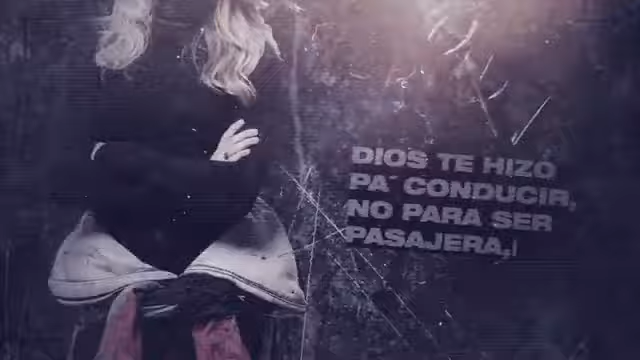 DIOS TE HIZO
PA´ CONDUCIR,
NO PARA SER
PASAJERA,